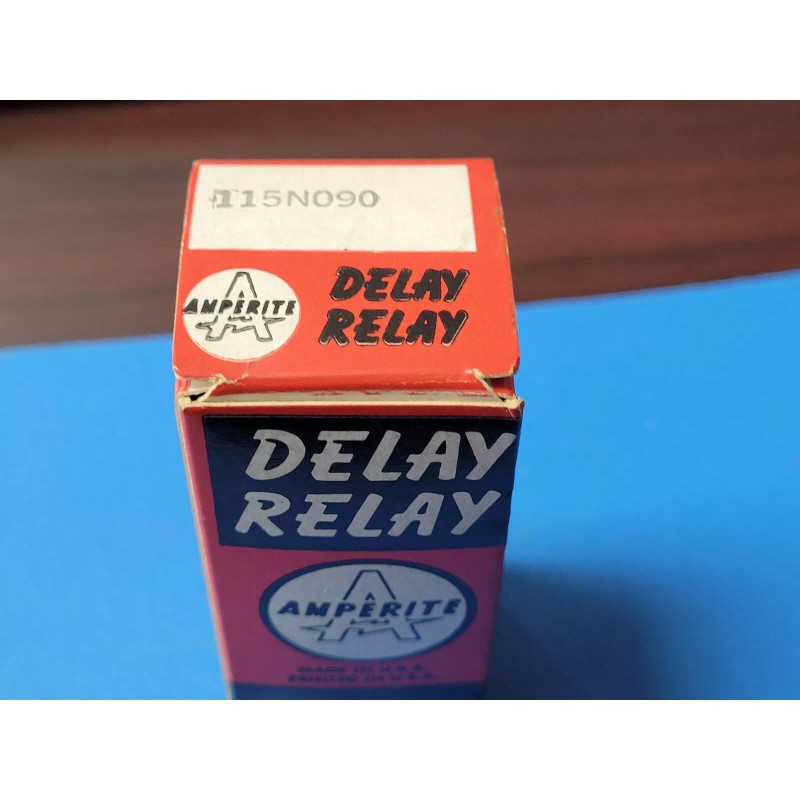 115N090
AMPERITE
DELAY
RELAY
DELAY
RELAY
AMPERITE
MADE IN U.S.A.
PRINTED IN U.S.A.